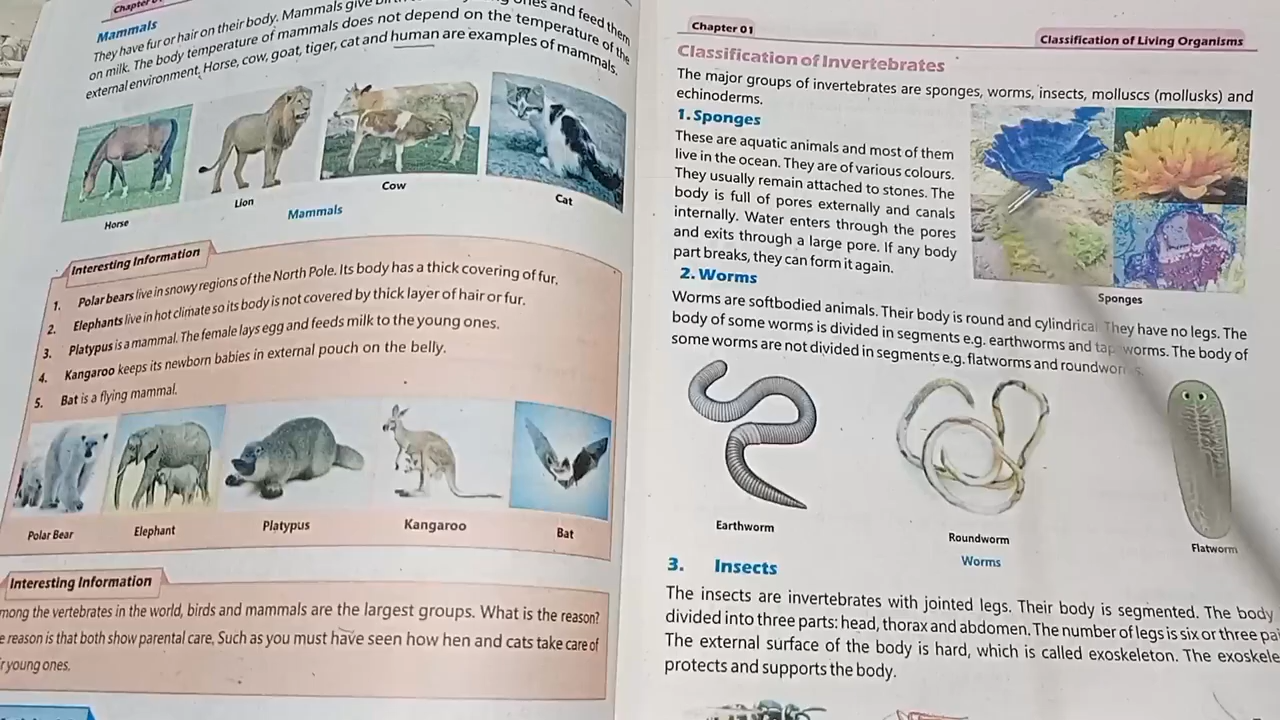 Chapter
Mammals
They have fur or hair on their body. Mammals give young ones and feed them
on milk. The body temperature of mammals does not depend on the temperature of the
external environment. Horse, cow, goat, tiger, cat and human are examples of mammals.
Horse
Lion
Cow
Cat
Mammals
Interesting Information
1. Polar bears live in snowy regions of the North Pole. Its body has a thick covering of fur.
2. Elephants live in hot climate so its body is not covered by thick layer of hair or fur.
3. Platypus is a mammal. The female lays egg and feeds milk to the young ones.
4. Kangaroo keeps its newborn babies in external pouch on the belly.
5. Bat is a flying mammal.
Polar Bear
Elephant
Platypus
Kangaroo
Bat
Interesting Information
mong the vertebrates in the world, birds and mammals are the largest groups. What is the reason?
e reason is that both show parental care, Such as you must have seen how hen and cats take care of
r young ones.
Chapter 01
Classification of Living Organisms
Classification of Invertebrates
The major groups of invertebrates are sponges, worms, insects, molluscs (mollusks) and
echinoderms.
1. Sponges
These are aquatic animals and most of them
live in the ocean. They are of various colours.
They usually remain attached to stones. The
body is full of pores externally and canals
internally. Water enters through the pores
and exits through a large pore. If any body
part breaks, they can form it again.
Sponges
2. Worms
Worms are softbodied animals. Their body is round and cylindrical They have no legs. The
body of some worms is divided in segments e.g. earthworms and tap worms. The body of
some worms are not divided in segments e.g. flatworms and roundwor s.
Earthworm
Roundworm
Flatworm
Worms
3. Insects
The insects are invertebrates with jointed legs. Their body is segmented. The body
divided into three parts: head, thorax and abdomen. The number of legs is six or three pa
The external surface of the body is hard, which is called exoskeleton. The exoskele
protects and supports the body.